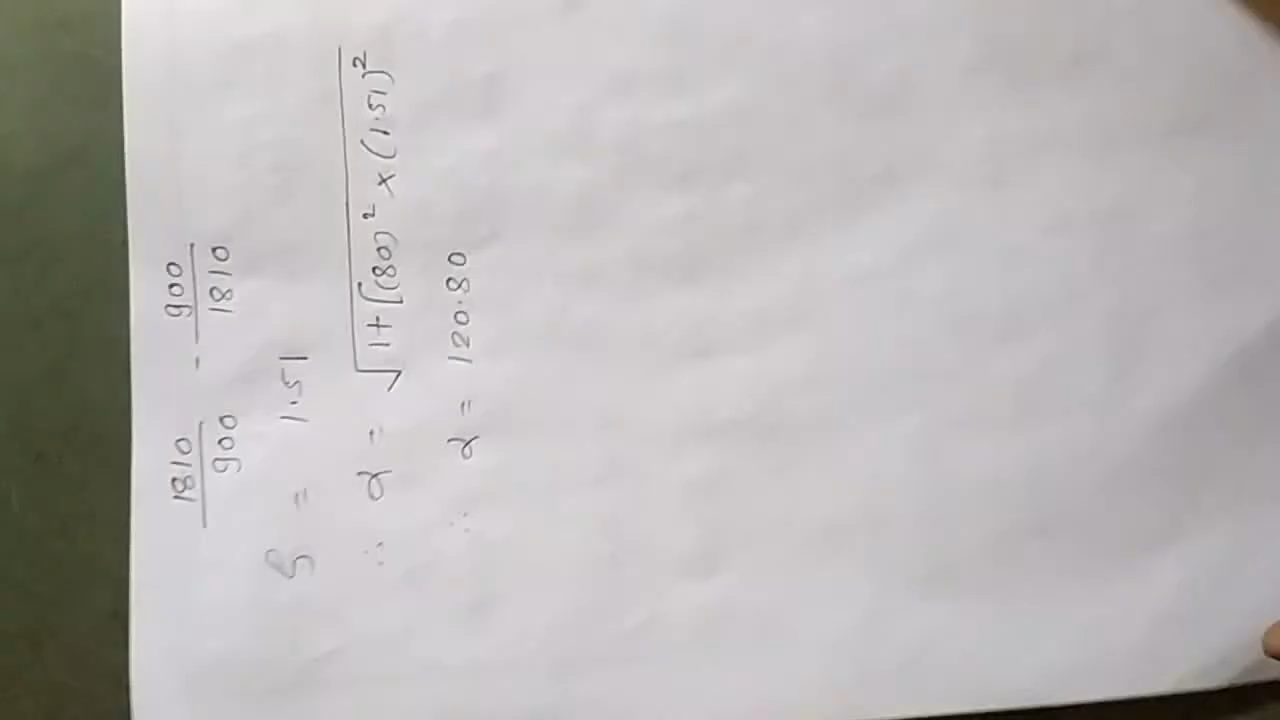 1810/900 - 900/1810
ρ = 1.51
∴ α = √(1+[(80)² × (1.51)²
∴ α = 120.80